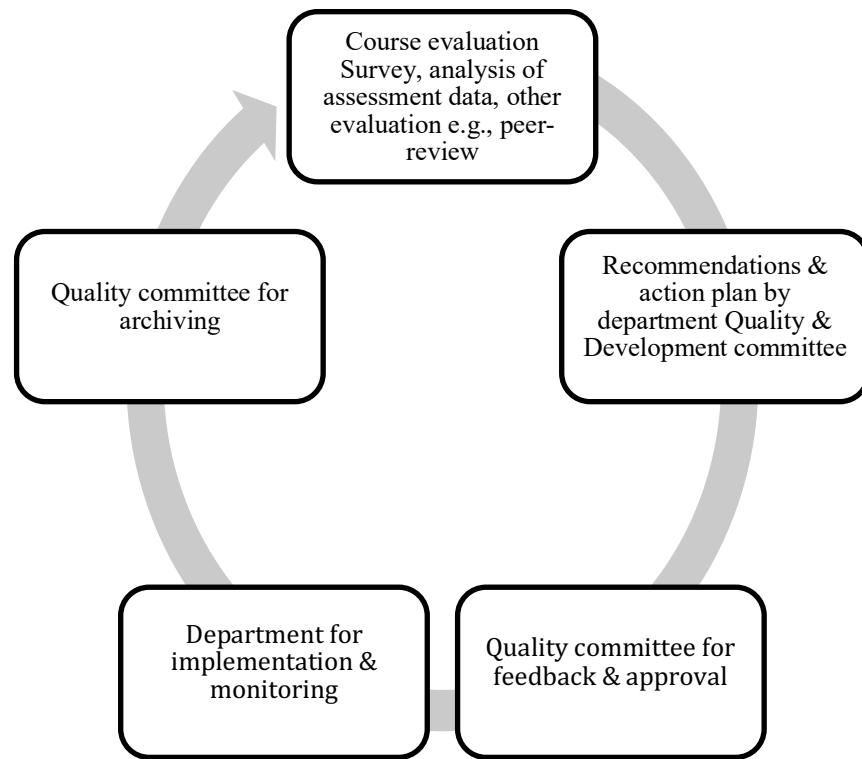 Course evaluation
Survey, analysis of
assessment data, other
evaluation e.g., peer-
review
Recommendations &
action plan by
department Quality &
Development committee
Quality committee for
feedback & approval
Department for
implementation &
monitoring
Quality committee for
archiving